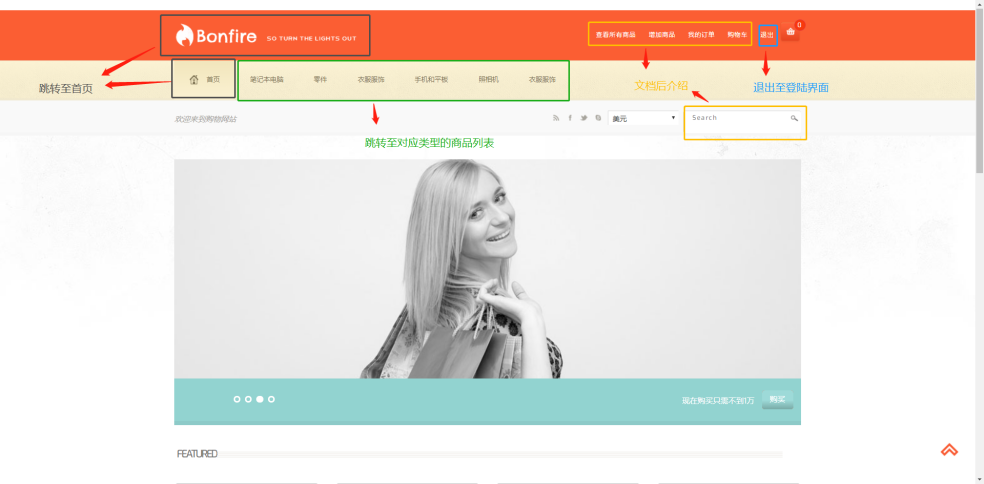 Bonfire SO TURN THE LIGHTS OUT
查看所有商品 增加商品 我的订单 购物车 退出 0
首页 笔记本电脑 零件 衣服服饰 手机和平板 照相机 衣服服饰
跳转至首页
文档后介绍
退出至登陆界面
欢迎来到购物网站
美元
Search
跳转至对应类型的商品列表
现在购买只需不到1万 购买
FEATURED